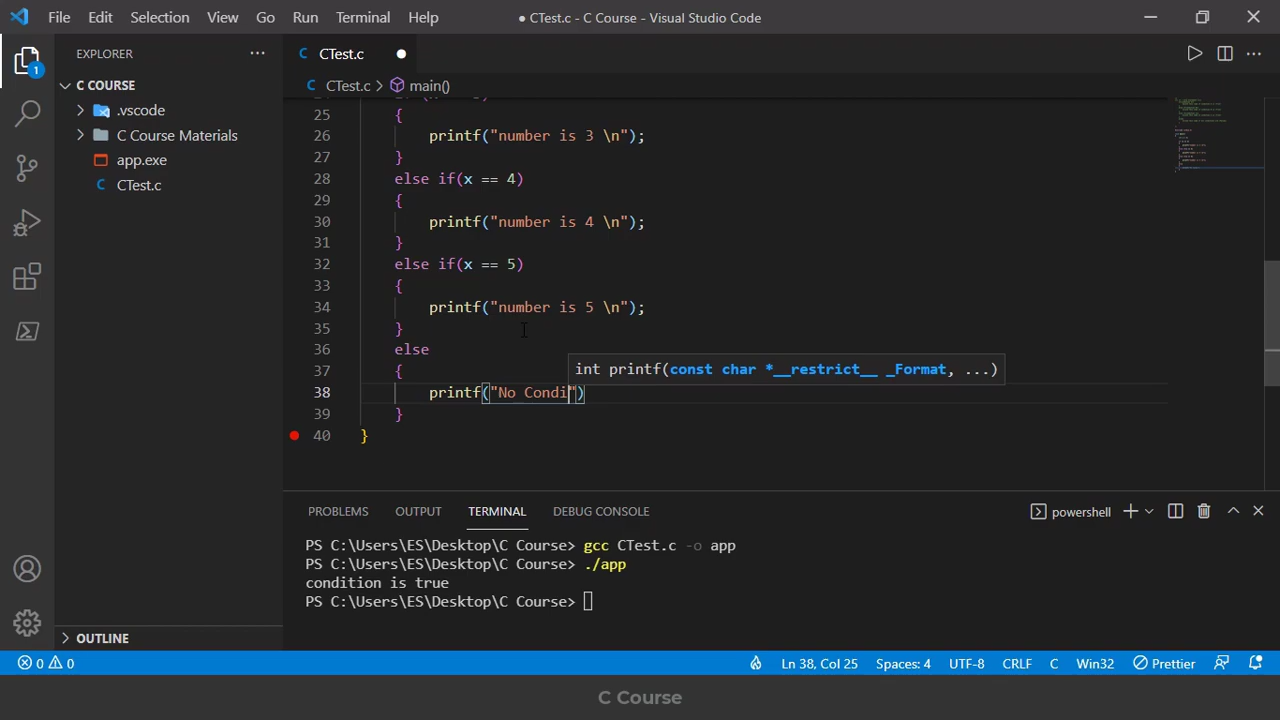 File Edit Selection View Go Run Terminal Help
● CTest.c - C Course - Visual Studio Code
EXPLORER
C COURSE
.vscode
C Course Materials
app.exe
C CTest.c
OUTLINE
1
C CTest.c ●
C CTest.c > main()
25 {
26 printf("number is 3 \n");
27 }
28 else if(x == 4)
29 {
30 printf("number is 4 \n");
31 }
32 else if(x == 5)
33 {
34 printf("number is 5 \n");
35 }
36 else
37 {
int printf(const char *__restrict__ _Format, ...)
38 printf("No Condi")
39 }
40 }
PROBLEMS OUTPUT TERMINAL DEBUG CONSOLE
powershell
PS C:\Users\ES\Desktop\C Course> gcc CTest.c -o app
PS C:\Users\ES\Desktop\C Course> ./app
condition is true
PS C:\Users\ES\Desktop\C Course>
0 0 Ln 38, Col 25 Spaces: 4 UTF-8 CRLF C Win32 Prettier
C Course